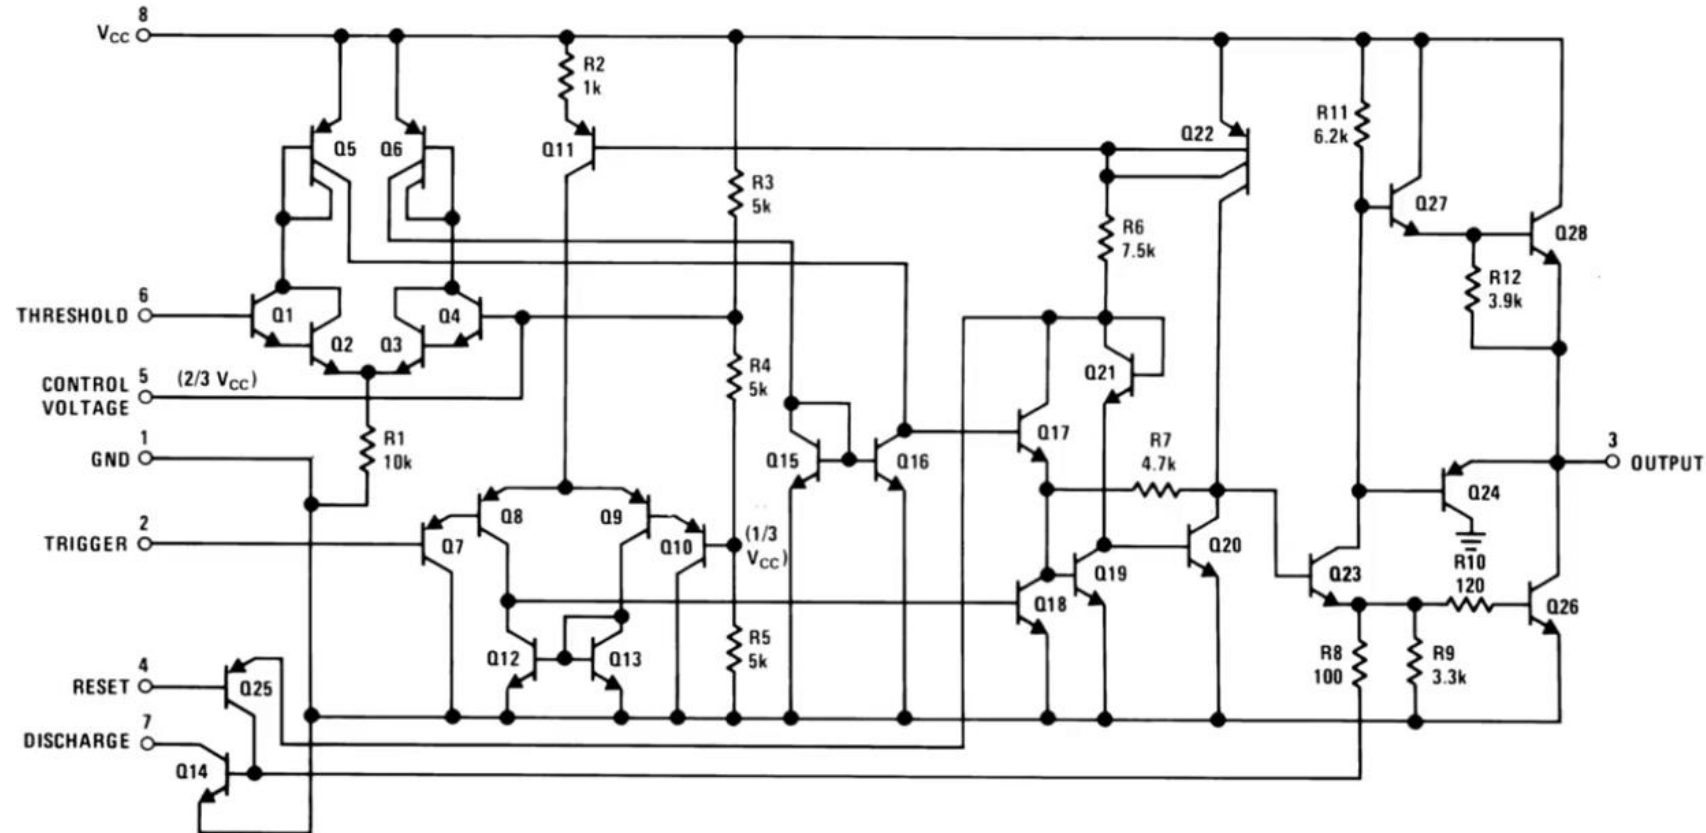 8
VCC
R2
1k
Q5
Q6
Q11
Q22
R11
6.2k
R3
5k
Q27
R6
7.5k
Q28
R12
3.9k
6
THRESHOLD
Q1
Q4
Q2
Q3
5
(2/3 VCC)
CONTROL
VOLTAGE
R4
5k
Q21
1
GND
R1
10k
Q15
Q16
Q17
R7
4.7k
3
OUTPUT
2
TRIGGER
Q8
Q9
Q7
Q10
(1/3
VCC)
Q24
Q20
R10
120
Q18
Q19
Q23
Q26
4
RESET
Q12
Q13
R5
5k
R8
100
R9
3.3k
Q25
7
DISCHARGE
Q14